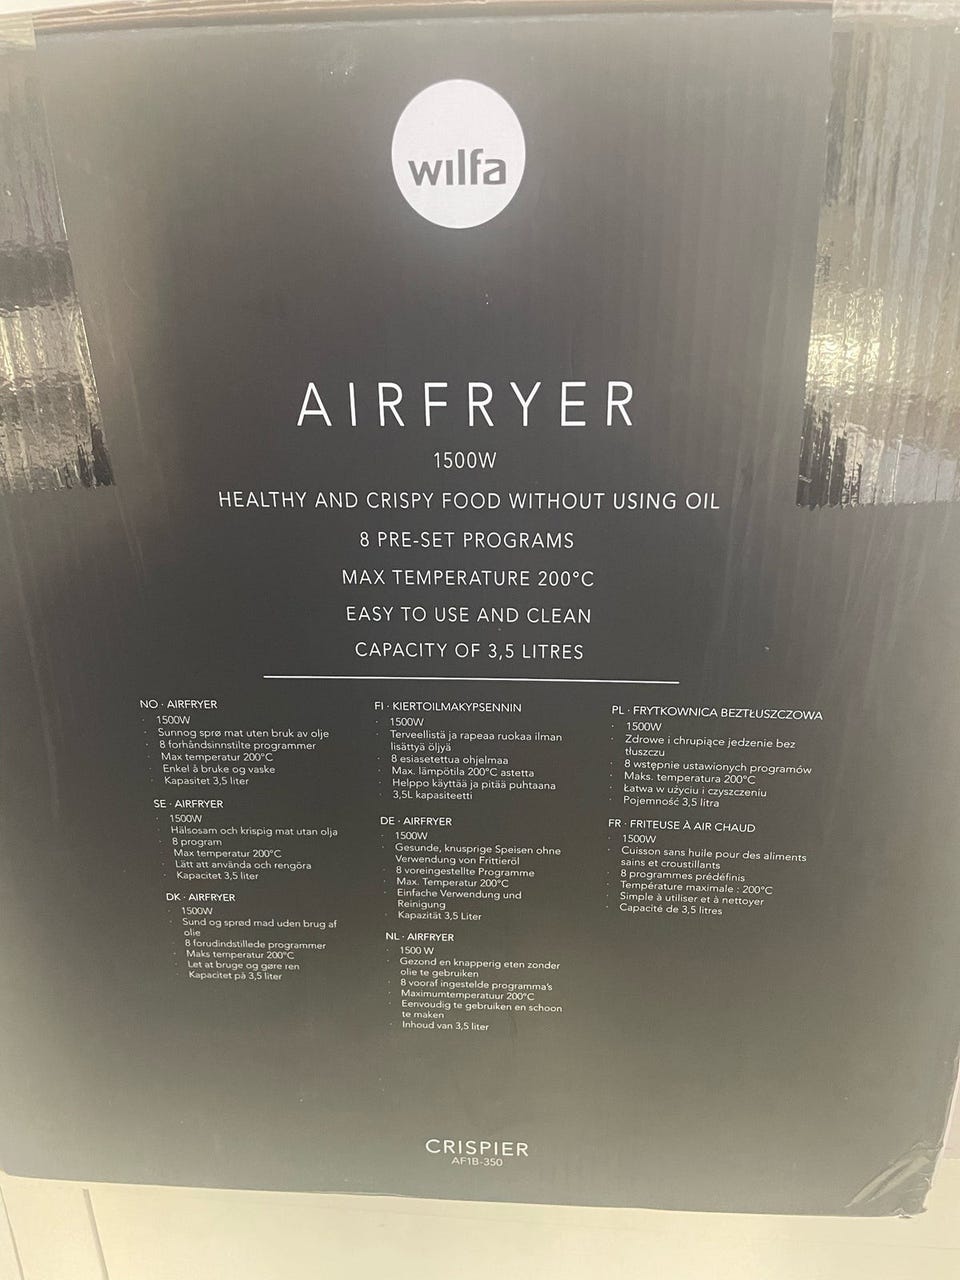 wilfa
AIRFRYER
1500W
HEALTHY AND CRISPY FOOD WITHOUT USING OIL
8 PRE-SET PROGRAMS
MAX TEMPERATURE 200°C
EASY TO USE AND CLEAN
CAPACITY OF 3,5 LITRES
NO · AIRFRYER
· 1500W
· Sunnog sprø mat uten bruk av olje
· 8 forhåndsinnstilte programmer
· Max temperatur 200°C
· Enkel å bruke og vaske
· Kapasitet 3,5 liter
SE · AIRFRYER
· 1500W
· Hälsosam och krispig mat utan olja
· 8 program
· Max temperatur 200°C
· Lätt att använda och rengöra
· Kapacitet 3,5 liter
DK · AIRFRYER
· 1500W
· Sund og sprød mad uden brug af
olie
· 8 forudindstillede programmer
· Maks temperatur 200°C
· Let at bruge og gøre ren
· Kapacitet på 3,5 liter
FI · KIERTOILMAKYPSENNIN
· 1500W
· Terveellistä ja rapeaa ruokaa ilman
lisättyä öljyä
· 8 esiasetettua ohjelmaa
· Max. lämpötila 200°C astetta
· Helppo käyttää ja pitää puhtaana
· 3,5L kapasiteetti
DE · AIRFRYER
· 1500W
· Gesunde, knusprige Speisen ohne
Verwendung von Frittieröl
· 8 voreingestellte Programme
· Max. Temperatur 200°C
· Einfache Verwendung und
Reinigung
· Kapazität 3,5 Liter
NL · AIRFRYER
· 1500 W
· Gezond en knapperig eten zonder
olie te gebruiken
· 8 vooraf ingestelde programma's
· Maximumtemperatuur 200°C
· Eenvoudig te gebruiken en schoon
te maken
· Inhoud van 3,5 liter
PL · FRYTKOWNICA BEZTŁUSZCZOWA
· 1500W
· Zdrowe i chrupiące jedzenie bez
tłuszczu
· 8 wstępnie ustawionych programów
· Maks. temperatura 200°C
· Łatwa w użyciu i czyszczeniu
· Pojemność 3,5 litra
FR · FRITEUSE À AIR CHAUD
· 1500W
· Cuisson sans huile pour des aliments
sains et croustillants
· 8 programmes prédéfinis
· Température maximale : 200°C
· Simple à utiliser et à nettoyer
· Capacité de 3,5 litres
CRISPIER
AF1B-350